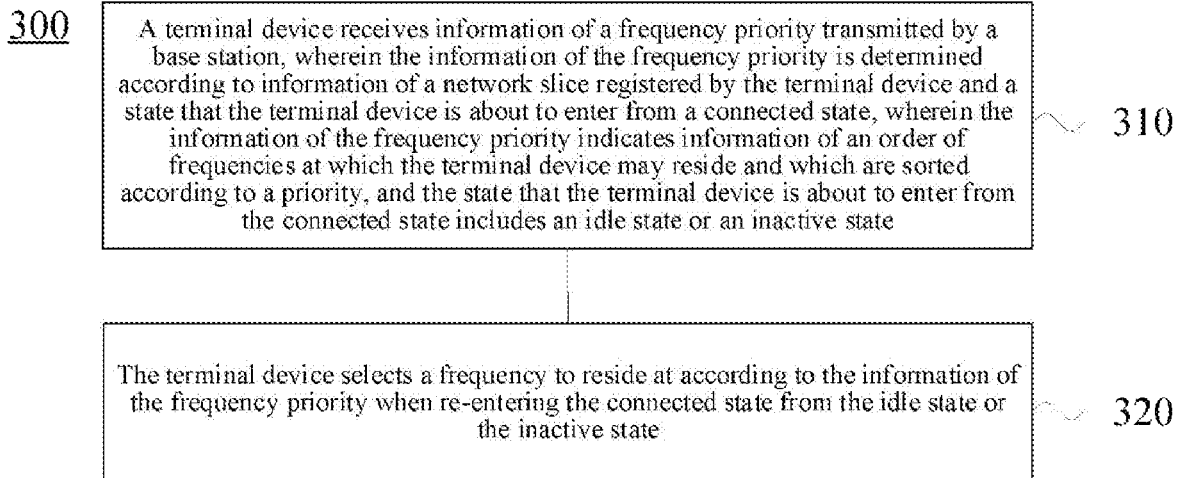 300
A terminal device receives information of a frequency priority transmitted by a
base station, wherein the information of the frequency priority is determined
according to information of a network slice registered by the terminal device and a
state that the terminal device is about to enter from a connected state, wherein the
information of the frequency priority indicates information of an order of
frequencies at which the terminal device may reside and which are sorted
according to a priority, and the state that the terminal device is about to enter from
the connected state includes an idle state or an inactive state
310
The terminal device selects a frequency to reside at according to the information of
the frequency priority when re-entering the connected state from the idle state or
the inactive state
320